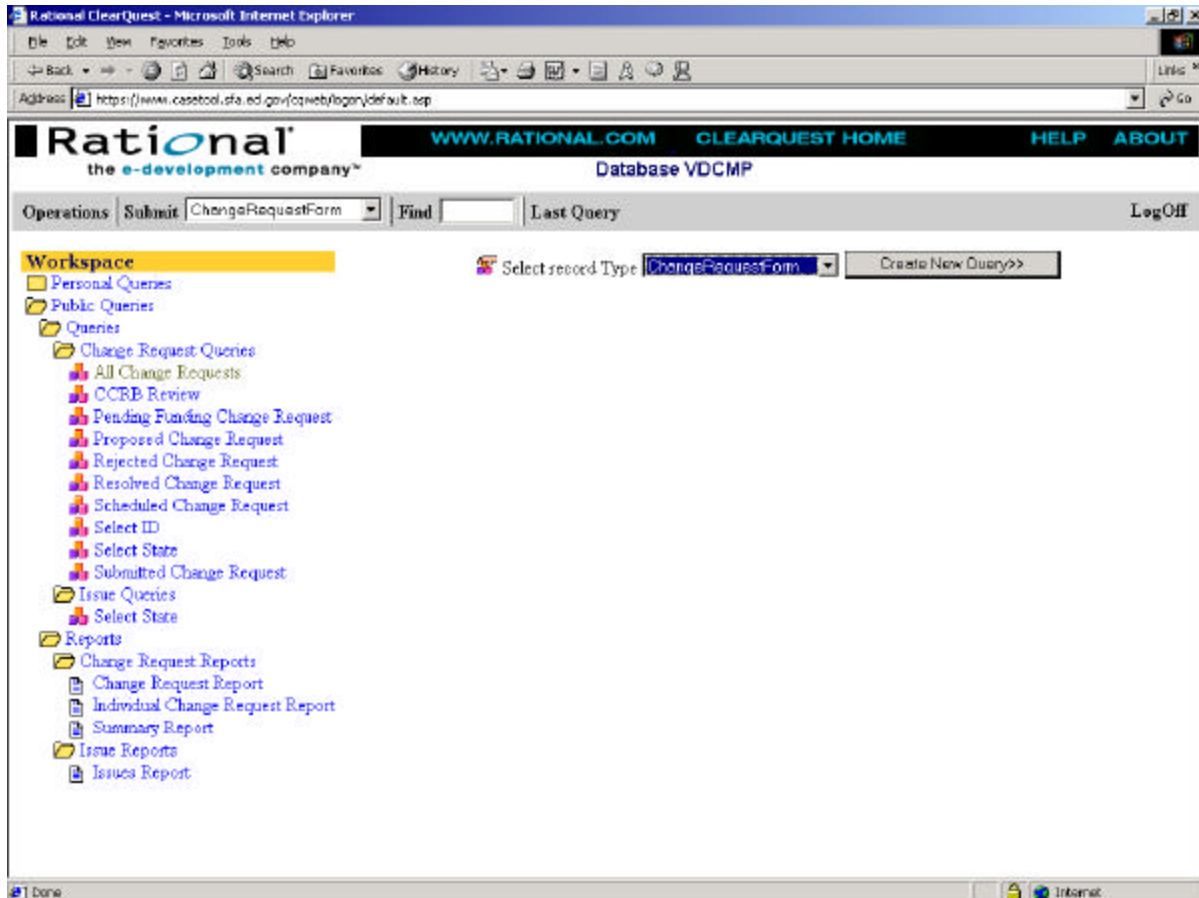 Rational ClearQuest - Microsoft Internet Explorer
File Edit View Favorites Tools Help
Back Search Favorites History Links »
Address https://www.casetool.sfa.ed.gov/cqweb/logon/default.asp Go
Rational
WWW.RATIONAL.COM CLEARQUEST HOME HELP ABOUT
the e-development company℠
Database VDCMP
Operations Submit ChangeRequestForm Find Last Query LogOff
Workspace
Select record Type ChangeRequestForm Create New Query>>
Personal Queries
Public Queries
Queries
Change Request Queries
All Change Requests
CCRB Review
Pending Funding Change Request
Proposed Change Request
Rejected Change Request
Resolved Change Request
Scheduled Change Request
Select ID
Select State
Submitted Change Request
Issue Queries
Select State
Reports
Change Request Reports
Change Request Report
Individual Change Request Report
Summary Report
Issue Reports
Issues Report
Done Internet